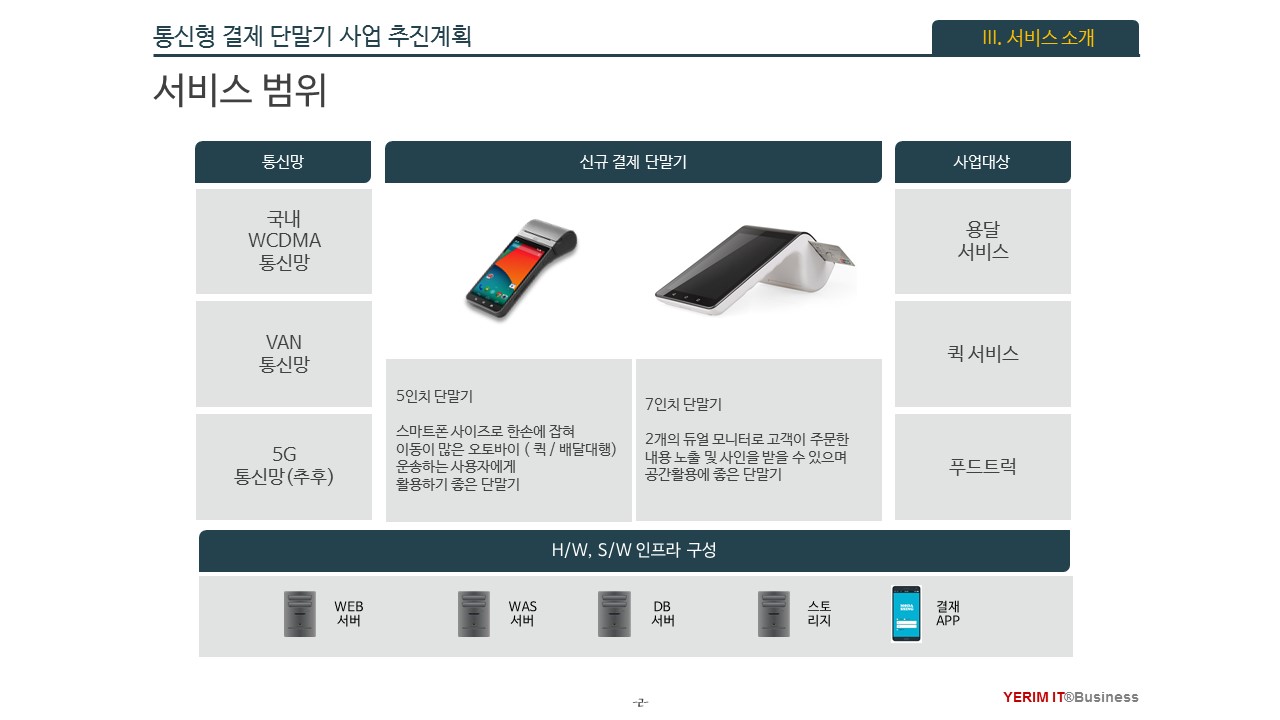 통신형 결제 단말기 사업 추진계획
III. 서비스 소개
서비스 범위
통신망
신규 결제 단말기
사업대상
국내
WCDMA
통신망
VAN
통신망
5G
통신망(추후)
5인치 단말기
스마트폰 사이즈로 한손에 잡혀
이동이 많은 오토바이 ( 퀵 / 배달대행)
운송하는 사용자에게
활용하기 좋은 단말기
7인치 단말기
2개의 듀얼 모니터로 고객이 주문한
내용 노출 및 사인을 받을 수 있으며
공간활용에 좋은 단말기
용달
서비스
퀵 서비스
푸드트럭
H/W, S/W 인프라 구성
WEB
서버
WAS
서버
DB
서버
스토
리지
결재
APP
-2-
YERIM IT®Business